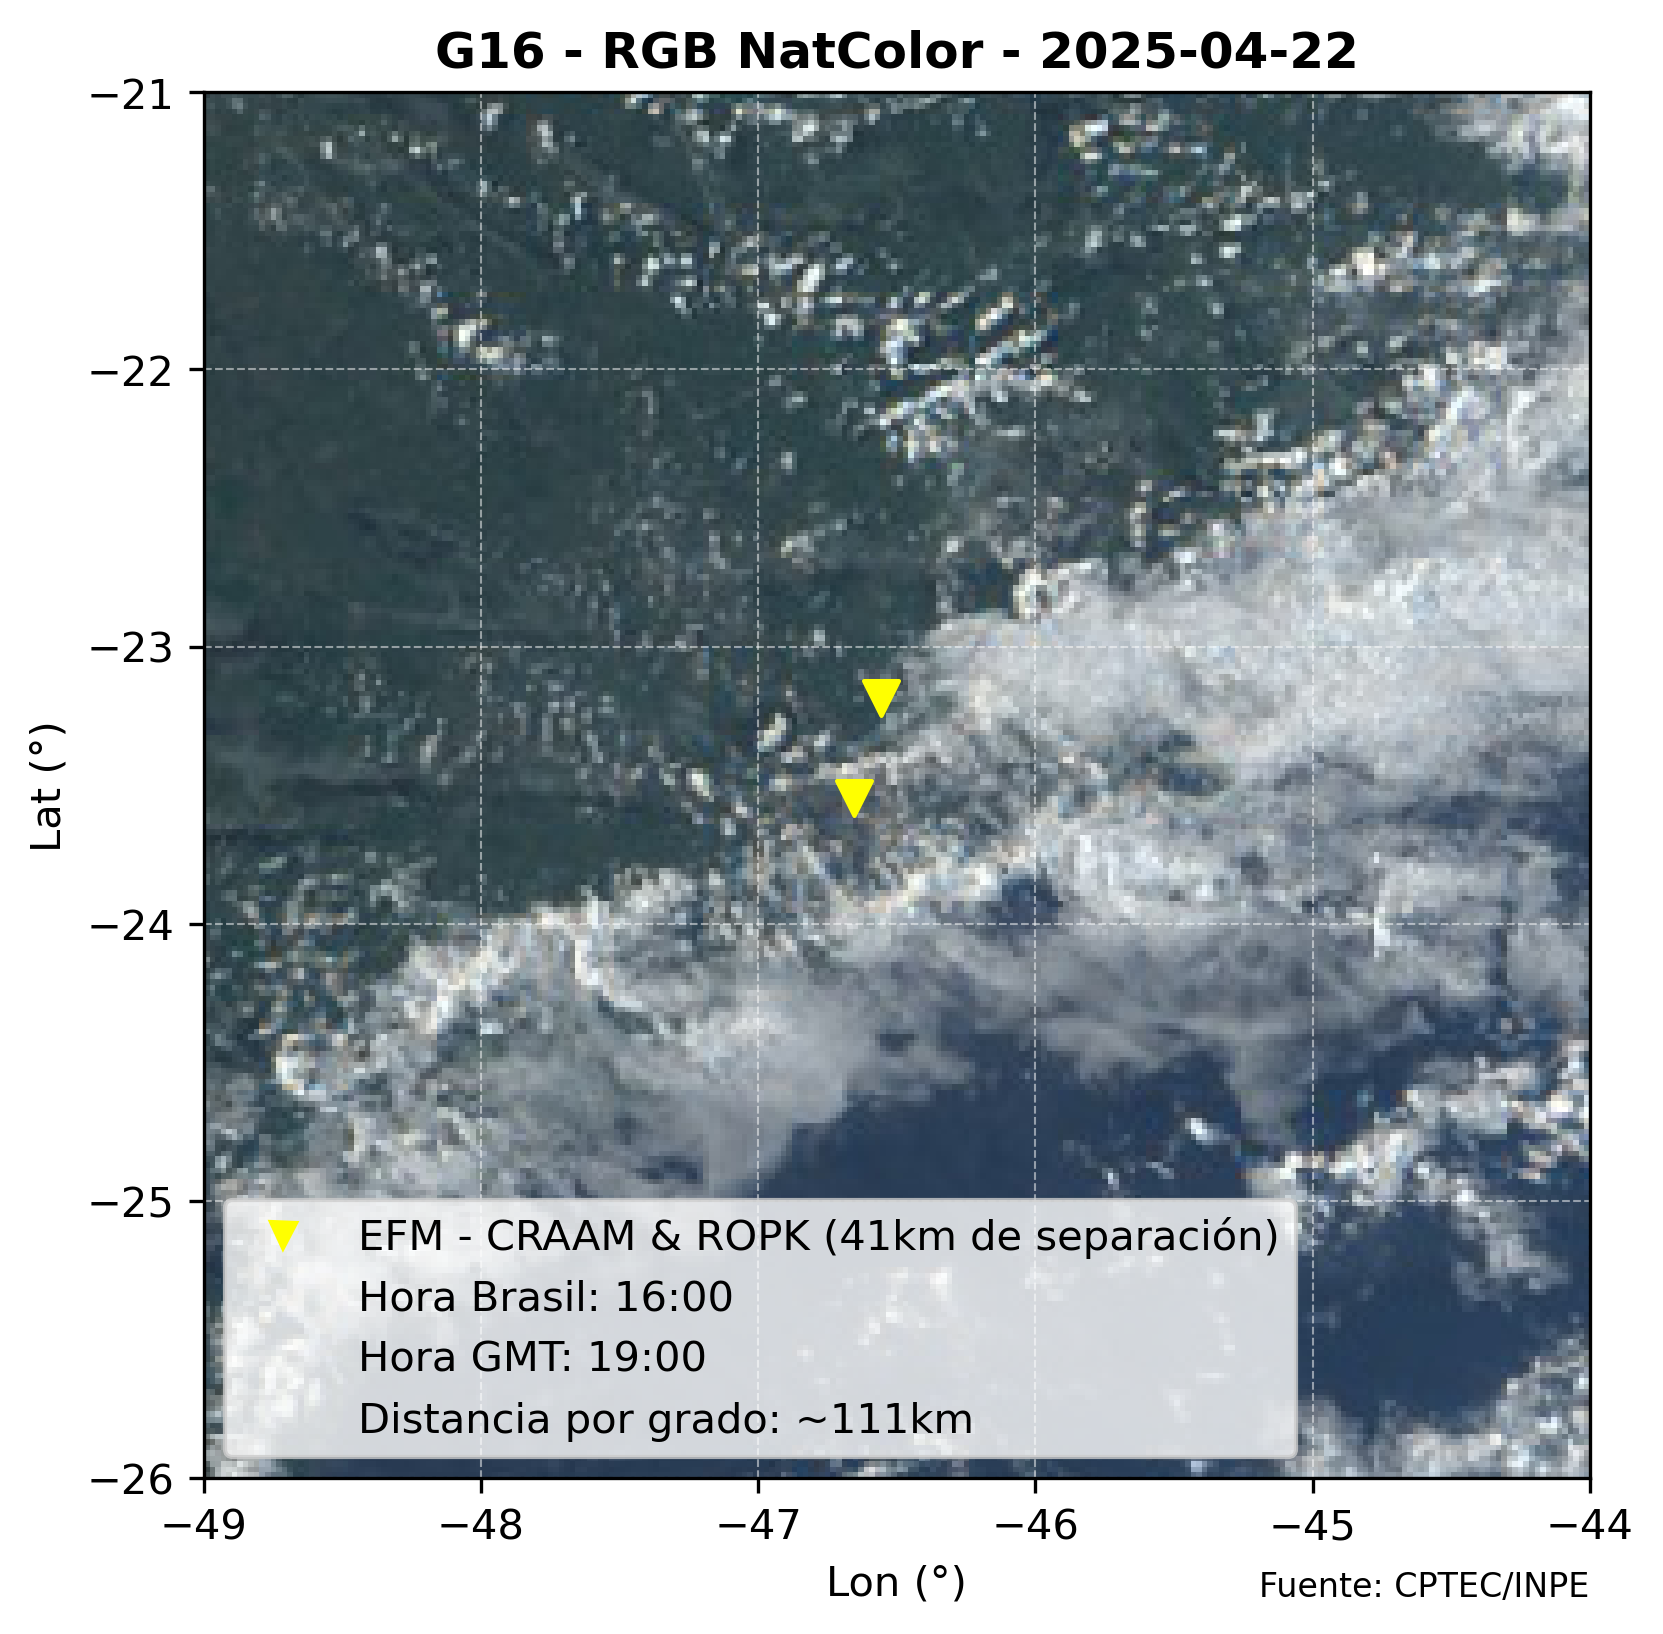 G16 - RGB NatColor - 2025-04-22
−21
−22
−23
−24
−25
−26
Lat (°)
EFM - CRAAM & ROPK (41km de separación)
Hora Brasil: 16:00
Hora GMT: 19:00
Distancia por grado: ~111km
−49 −48 −47 −46 −45 −44
Lon (°)
Fuente: CPTEC/INPE